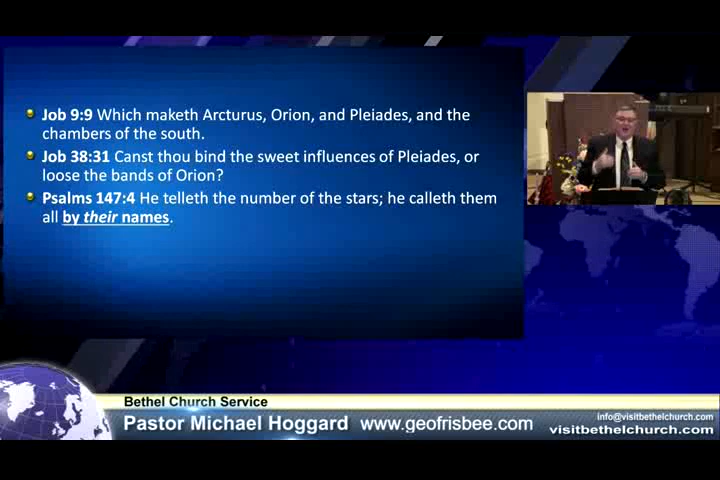 Job 9:9 Which maketh Arcturus, Orion, and Pleiades, and the
chambers of the south.
Job 38:31 Canst thou bind the sweet influences of Pleiades, or
loose the bands of Orion?
Psalms 147:4 He telleth the number of the stars; he calleth them
all by their names.
Bethel Church Service
Pastor Michael Hoggard www.geofrisbee.com
info@visitbethelchurch.com
visitbethelchurch.com